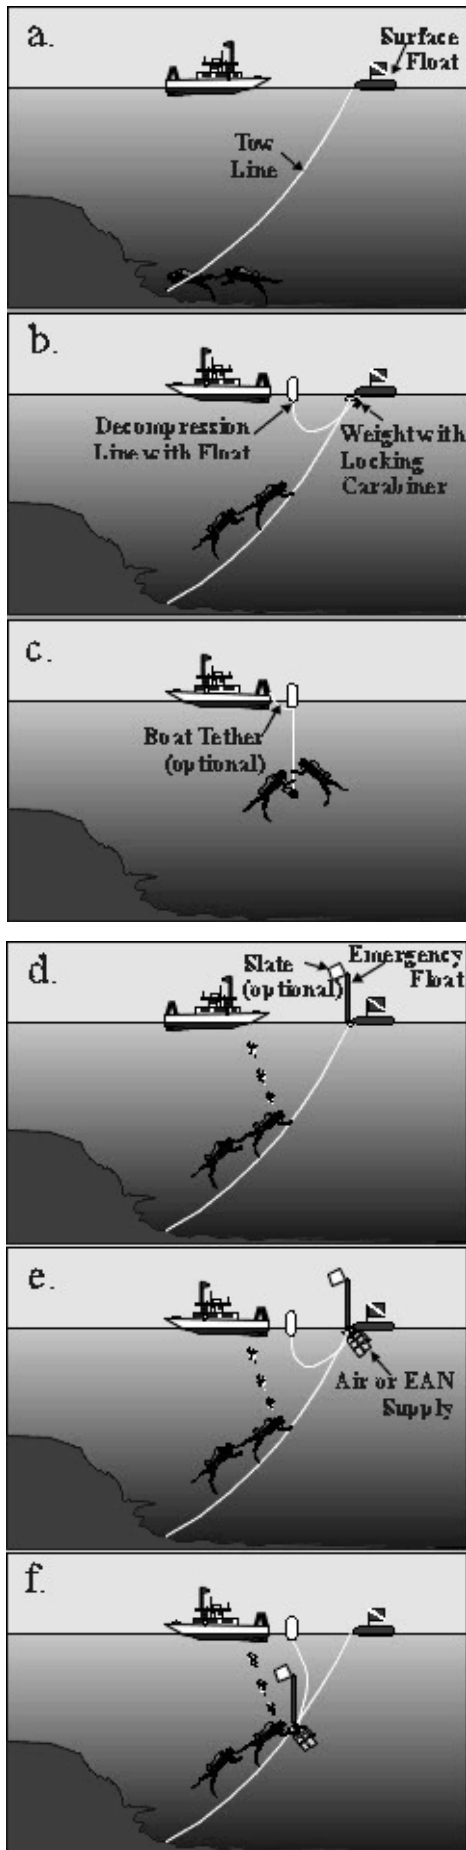 a.
Surface
Float
Tow
Line
b.
Decompression
Line with Float
Weight with
Locking
Carabiner
c.
Boat Tether
(optional)
d.
Slate
(optional)
Emergency
Float
e.
Air or EAN
Supply
f.